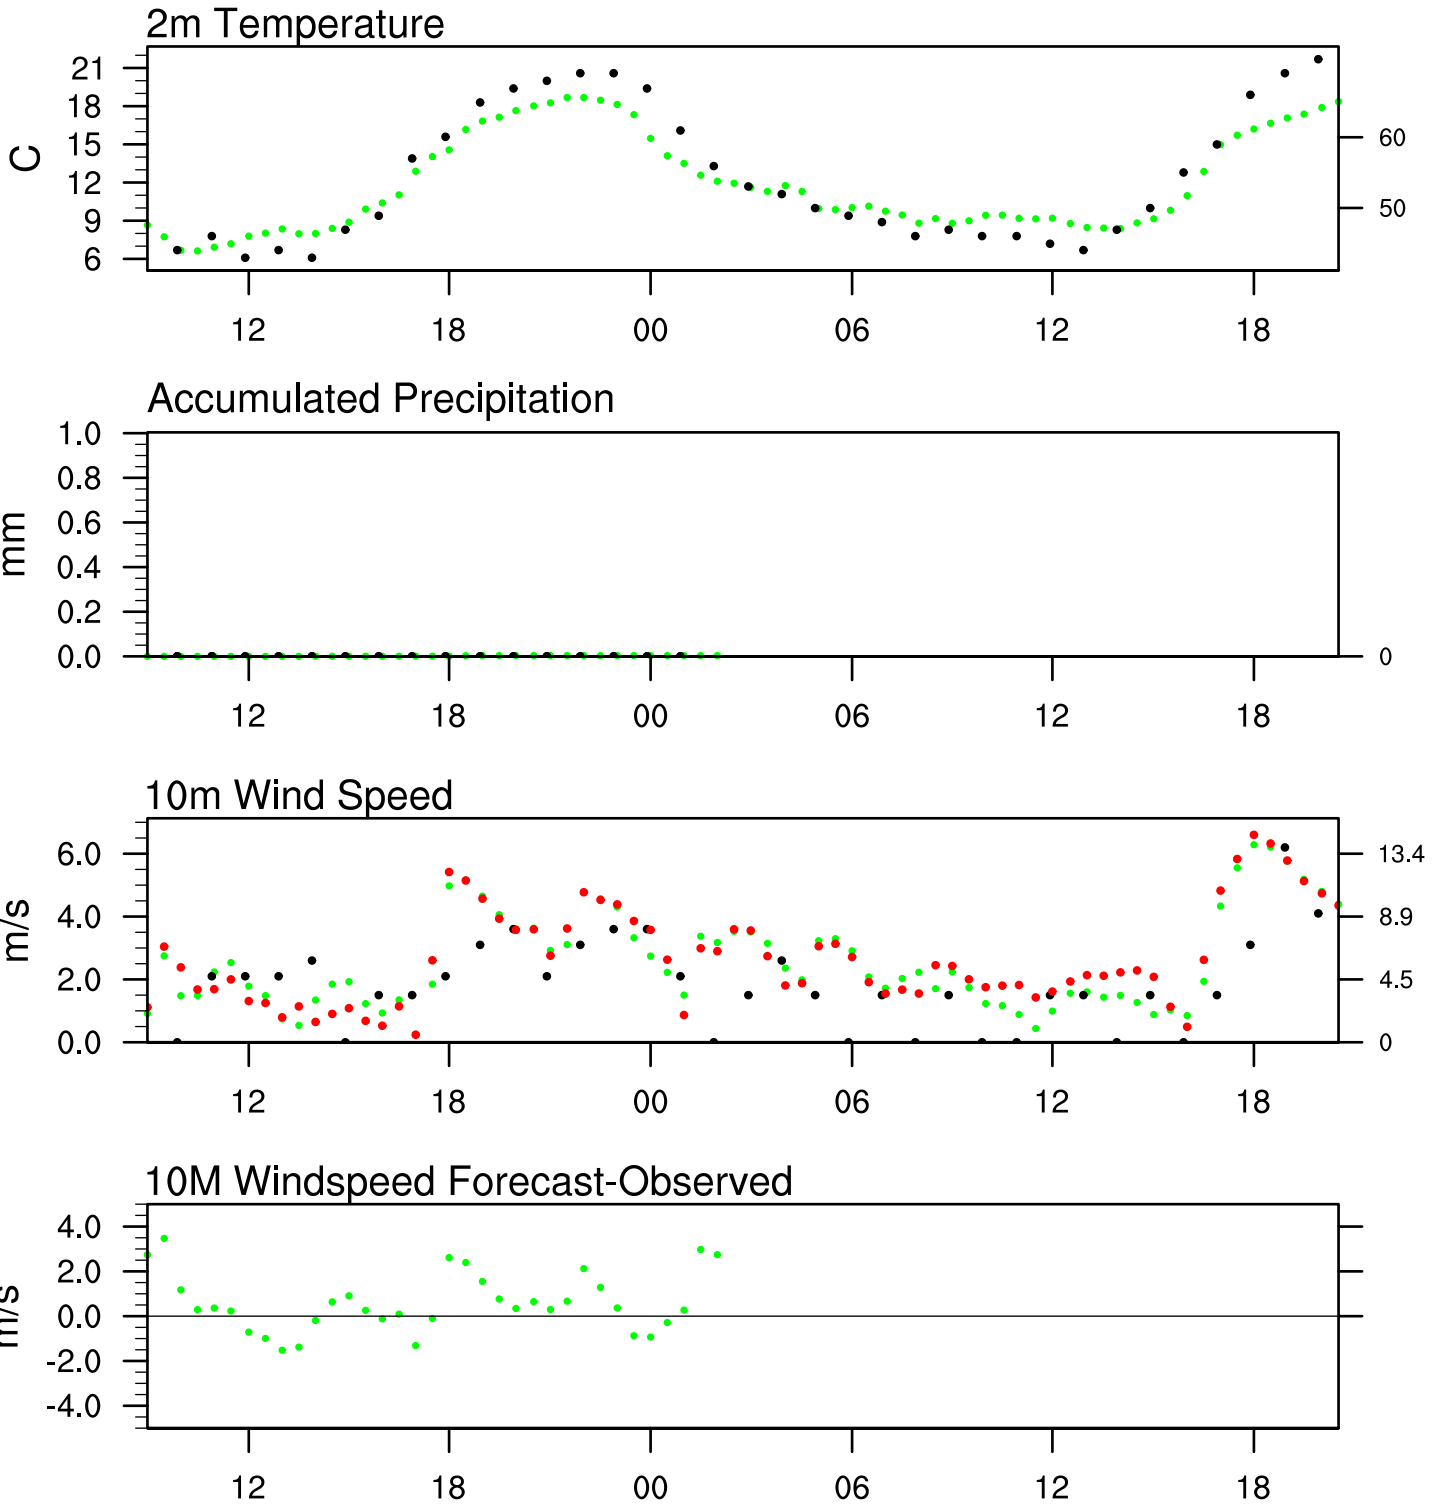 2m Temperature
21
18
15
12
9
6
C
60
50
12 18 00 06 12 18
Accumulated Precipitation
1.0
0.8
0.6
0.4
0.2
0.0
mm
0
12 18 00 06 12 18
10m Wind Speed
6.0
4.0
2.0
0.0
m/s
13.4
8.9
4.5
0
12 18 00 06 12 18
10M Windspeed Forecast-Observed
4.0
2.0
0.0
-2.0
-4.0
m/s
12 18 00 06 12 18